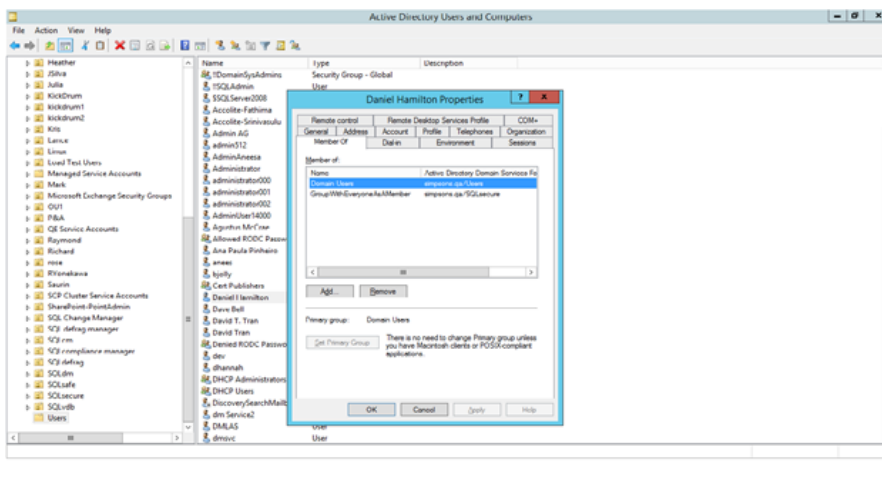 Active Directory Users and Computers
File Action View Help
Name Type Description
Heather
JSilva
Julia
KickDrum
kickdrum1
kickdrum2
Kris
Lance
Linux
Load Test Users
Managed Service Accounts
Mark
Microsoft Exchange Security Groups
OU1
P&A
QE Service Accounts
Raymond
Richard
rose
RYonekawa
Saurin
SCP Cluster Service Accounts
SharePoint-PointAdmin
SQL Change Manager
SQL defrag manager
SQLcm
SQLcompliance manager
SQLdefrag
SQLdm
SQLsafe
SQLsecure
SQLvdb
Users
!!DomainSysAdmins Security Group - Global
!!SQLAdmin User
$SQLServer2008
Accolite-Fathima
Accolite-Srinivasulu
Admin AG
admin512
AdminAneesa
Administrator
administrator000
administrator001
administrator002
AdminUser14000
Agustus McCrae
Allowed RODC Passw
Ana Paula Pinheiro
anees
bjolly
Cert Publishers
Daniel Hamilton
Dave Bell
David T. Tran
David Tran
Denied RODC Passwo
dev
dhannah
DHCP Administrators
DHCP Users
DiscoverySearchMailb
dm Service2
DMLAS User
dmsvc User
Daniel Hamilton Properties
Remote control Remote Desktop Services Profile COM+
General Address Account Profile Telephones Organization
Member Of Dial-in Environment Sessions
Member of:
Name Active Directory Domain Services Fo
Domain Users simpsons.qa/Users
GroupWithEveryoneAsAMember simpsons.qa/SQLsecure
Add... Remove
Primary group: Domain Users
Set Primary Group
There is no need to change Primary group unless
you have Macintosh clients or POSIX-compliant
applications.
OK Cancel Apply Help